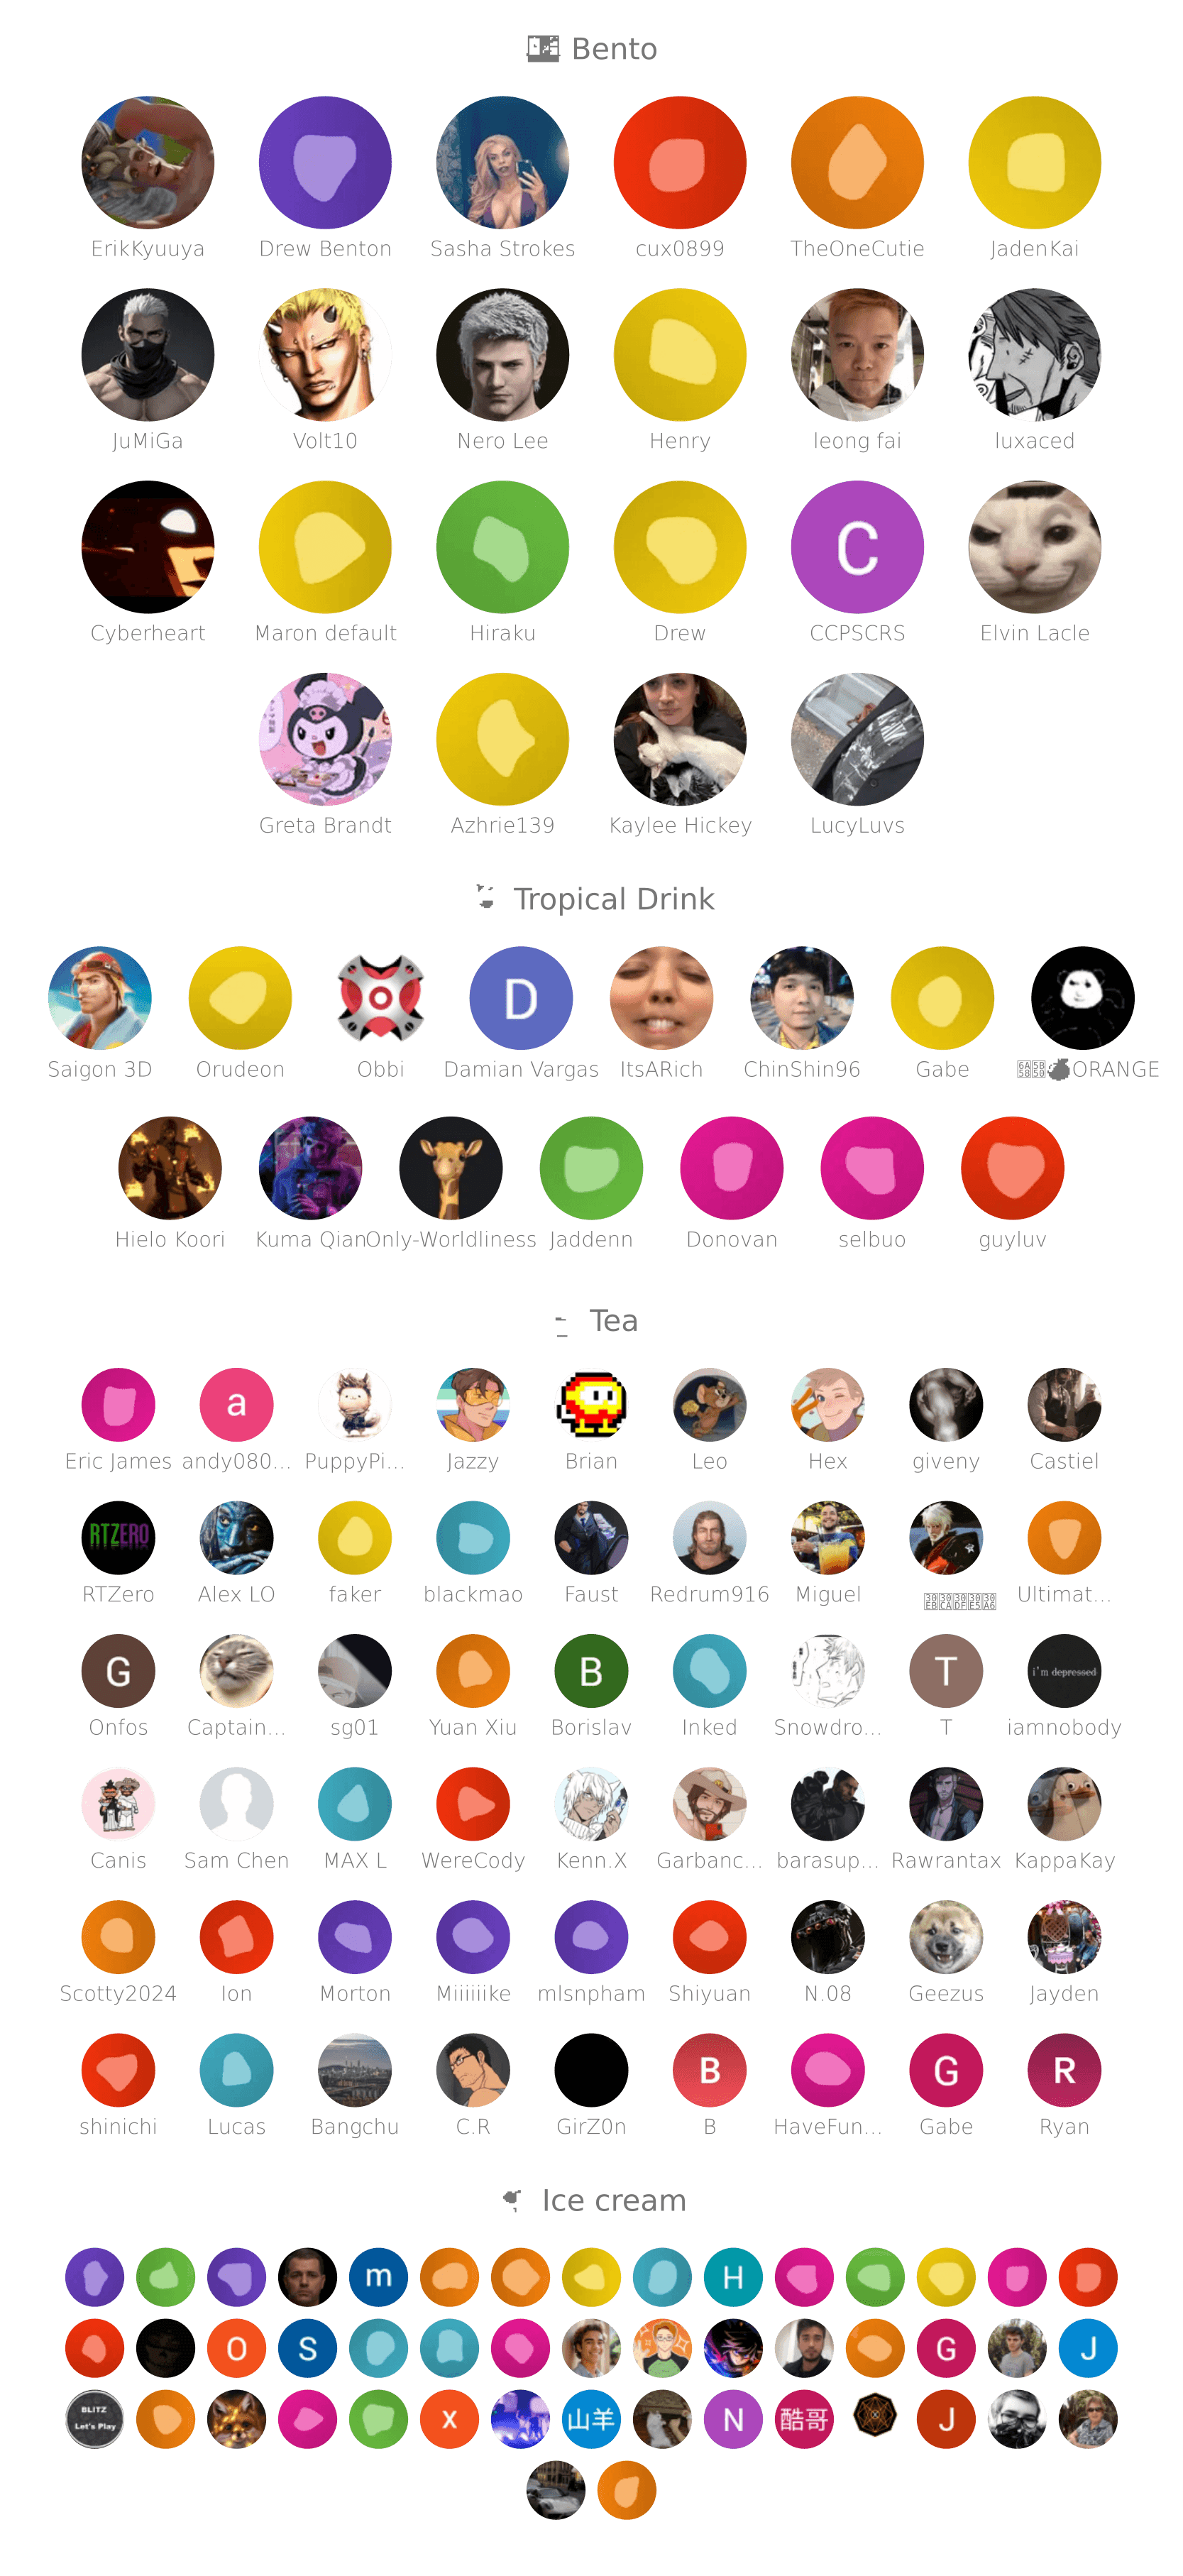 Bento
ErikKyuuya Drew Benton Sasha Strokes cux0899 TheOneCutie JadenKai
JuMiGa Volt10 Nero Lee Henry leong fai luxaced
C
Cyberheart Maron default Hiraku Drew CCPSCRS Elvin Lacle
Greta Brandt Azhrie139 Kaylee Hickey LucyLuvs
Tropical Drink
D
Saigon 3D Orudeon Obbi Damian Vargas ItsARich ChinShin96 Gabe ORANGE
Hielo Koori Kuma Qian Only-Worldliness Jaddenn Donovan selbuo guyluv
Tea
a
Eric James andy080... PuppyPi... Jazzy Brian Leo Hex giveny Castiel
RTZERO
RTZero Alex LO faker blackmao Faust Redrum916 Miguel Ultimat...
G B T i'm depressed
Onfos Captain... sg01 Yuan Xiu Borislav Inked Snowdro... T iamnobody
Canis Sam Chen MAX L WereCody Kenn.X Garbanc... barasup... Rawrantax KappaKay
Scotty2024 Ion Morton Miiiiiike mlsnpham Shiyuan N.08 Geezus Jayden
B G R
shinichi Lucas Bangchu C.R GirZ0n B HaveFun... Gabe Ryan
Ice cream
m H
O S G J
BLITZ
Let's Play x 山羊 N 酷哥 J